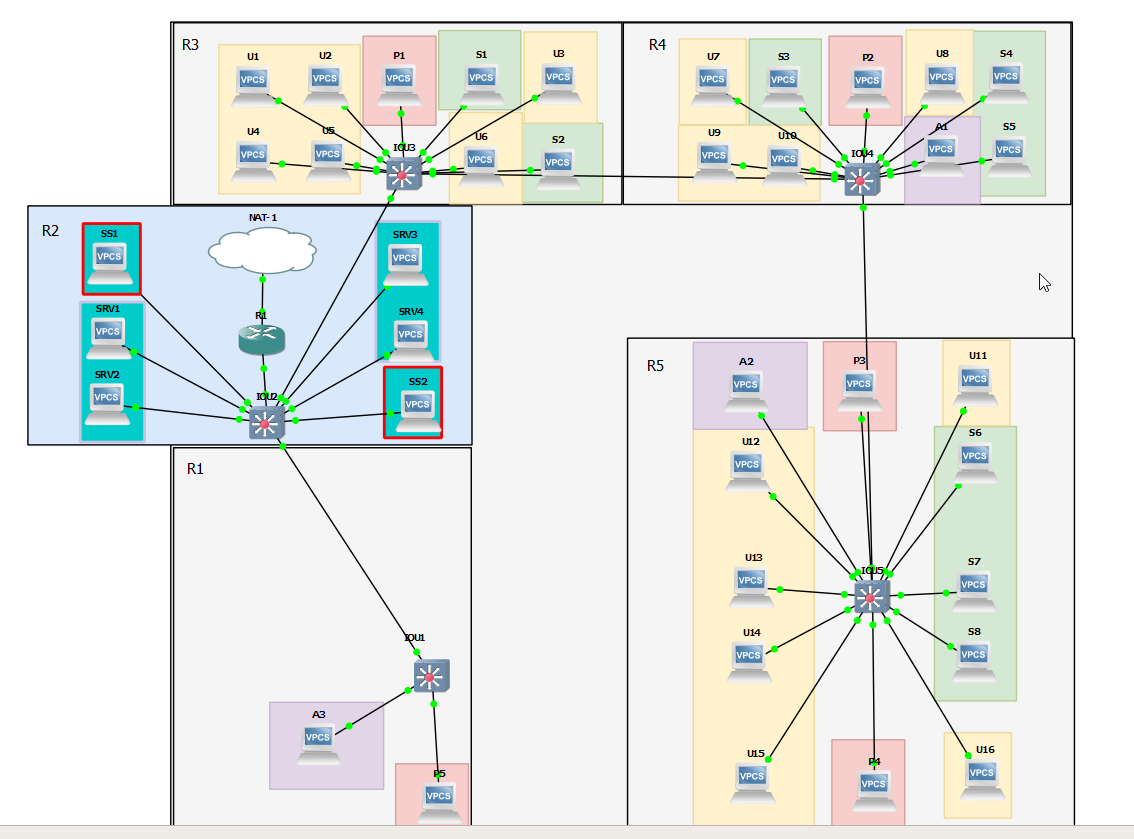 R3
U1
VPCS
U2
VPCS
P1
VPCS
S1
VPCS
U3
VPCS
U4
VPCS
U5
VPCS
IOU3
U6
VPCS
S2
VPCS
R4
U7
VPCS
S3
VPCS
P2
VPCS
U8
VPCS
S4
VPCS
U9
VPCS
U10
VPCS
IOU4
A1
VPCS
S5
VPCS
R2
SS1
VPCS
NAT-1
SRV3
VPCS
SRV1
VPCS
R1
SRV4
VPCS
SRV2
VPCS
IOU2
SS2
VPCS
R1
IOU1
A3
VPCS
P5
VPCS
R5
A2
VPCS
P3
VPCS
U11
VPCS
U12
VPCS
S6
VPCS
U13
VPCS
IOU5
S7
VPCS
U14
VPCS
S8
VPCS
U15
VPCS
P4
VPCS
U16
VPCS